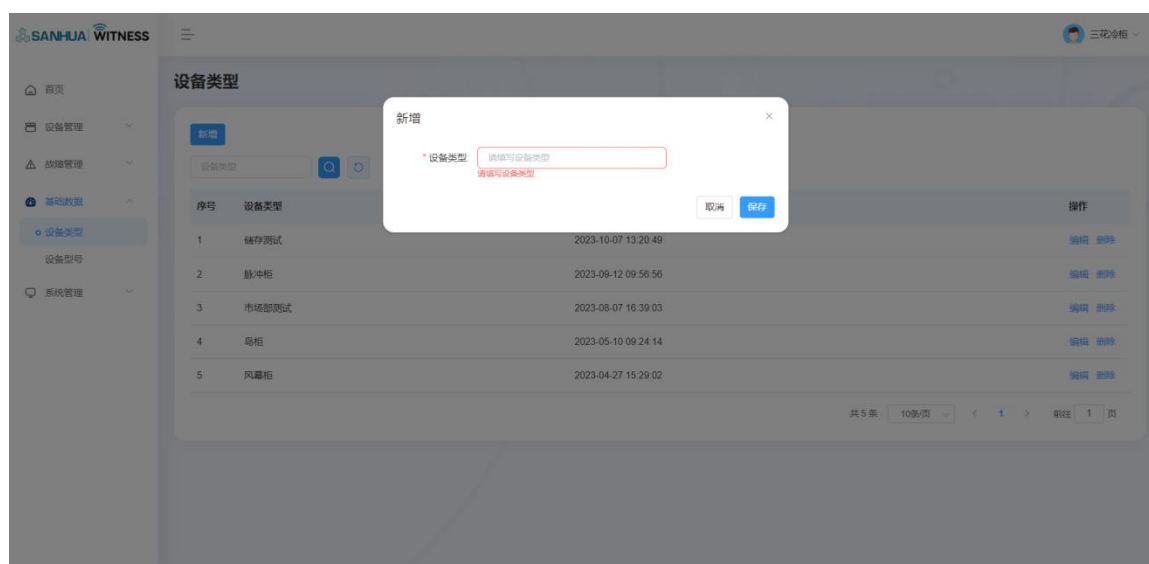 SANHUA WITNESS
三花冷柜
首页
设备管理
故障管理
基础数据
设备类型
设备型号
系统管理
设备类型
新增
设备类型
序号 设备类型 操作
1 储存测试 2023-10-07 13:20:49 编辑 删除
2 脉冲柜 2023-09-12 09:56:56 编辑 删除
3 市场部测试 2023-08-07 16:39:03 编辑 删除
4 岛柜 2023-05-10 09:24:14 编辑 删除
5 风幕柜 2023-04-27 15:29:02 编辑 删除
共 5 条 10条/页 1 前往 1 页
新增
* 设备类型: 请填写设备类型
请填写设备类型
取消 保存